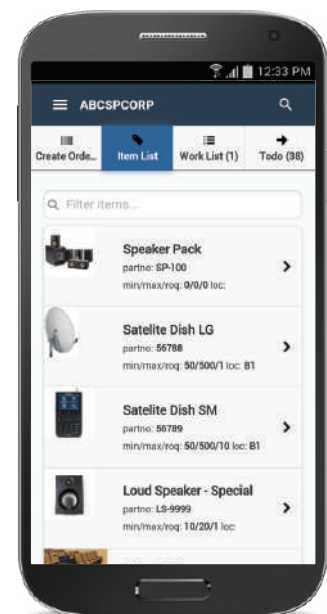 12:33 PM
ABCSPCORP
Create Orde...
Item List
Work List (1)
Todo (38)
Filter items...
Speaker Pack
partno: SP-100
min/max/roq: 0/0/0 loc:
Satelite Dish LG
partno: 56788
min/max/roq: 50/500/1 loc: B1
Satelite Dish SM
partno: 56789
min/max/roq: 50/500/10 loc: B1
Loud Speaker - Special
partno: LS-9999
min/max/roq: 10/20/1 loc: